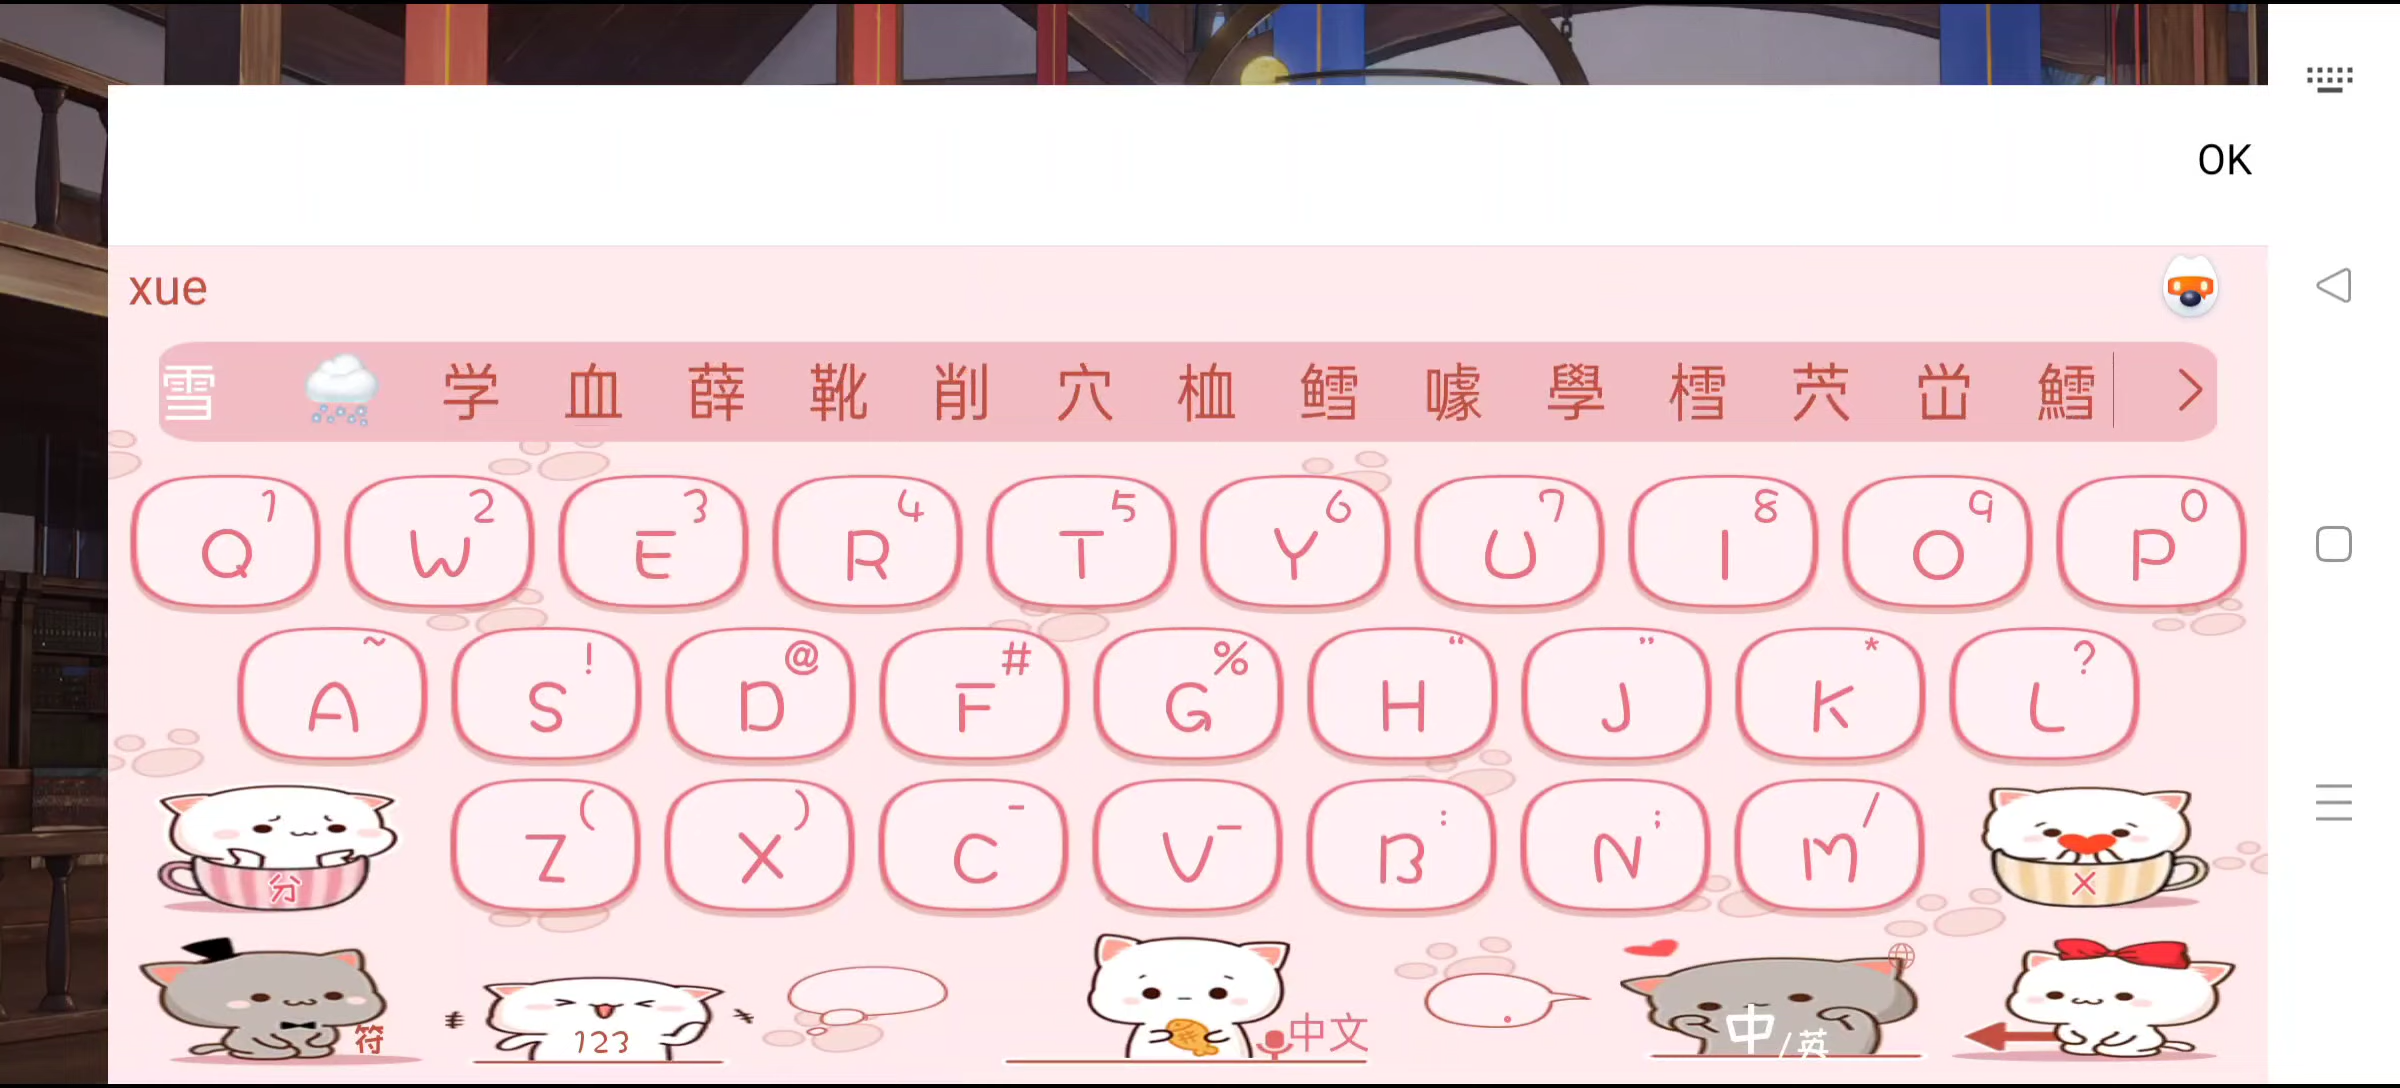 OK
xue
雪 学 血 薛 靴 削 穴 桖 鳕 噱 學 樰 茓 峃 鱈
1 2 3 4 5 6 7 8 9 0
Q W E R T Y U I O P
~ ! @ # % “ ” * ?
A S D F G H J K L
( ) - — : ; /
分 Z X C V B N M X
符 123 中文 。 中/英